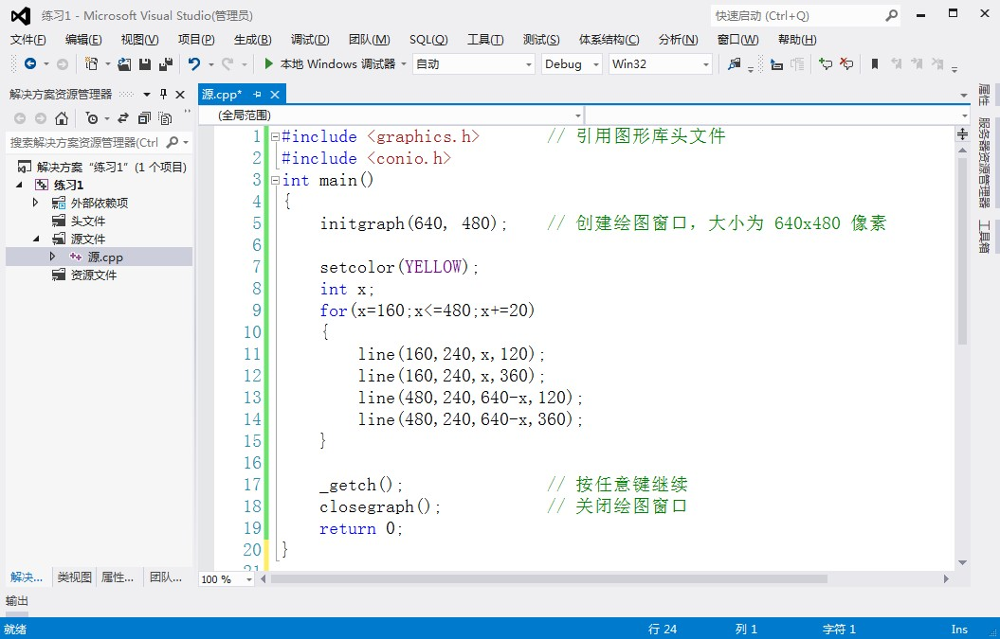 练习1 - Microsoft Visual Studio(管理员)
快速启动 (Ctrl+Q)
文件(F) 编辑(E) 视图(V) 项目(P) 生成(B) 调试(D) 团队(M) SQL(Q) 工具(T) 测试(S) 体系结构(C) 分析(N) 窗口(W) 帮助(H)
本地 Windows 调试器 自动 Debug Win32
解决方案资源管理器
搜索解决方案资源管理器(Ctrl
解决方案 "练习1" (1 个项目)
练习1
外部依赖项
头文件
源文件
源.cpp
资源文件
解决... 类视图 属性... 团队...
源.cpp*
(全局范围)
1 #include <graphics.h> // 引用图形库头文件
2 #include <conio.h>
3 int main()
4 {
5 initgraph(640, 480); // 创建绘图窗口，大小为 640x480 像素
6
7 setcolor(YELLOW);
8 int x;
9 for(x=160;x<=480;x+=20)
10 {
11 line(160,240,x,120);
12 line(160,240,x,360);
13 line(480,240,640-x,120);
14 line(480,240,640-x,360);
15 }
16
17 _getch(); // 按任意键继续
18 closegraph(); // 关闭绘图窗口
19 return 0;
20 }
21
100 %
属性
服务器资源管理器
工具箱
输出
就绪 行 24 列 1 字符 1 Ins